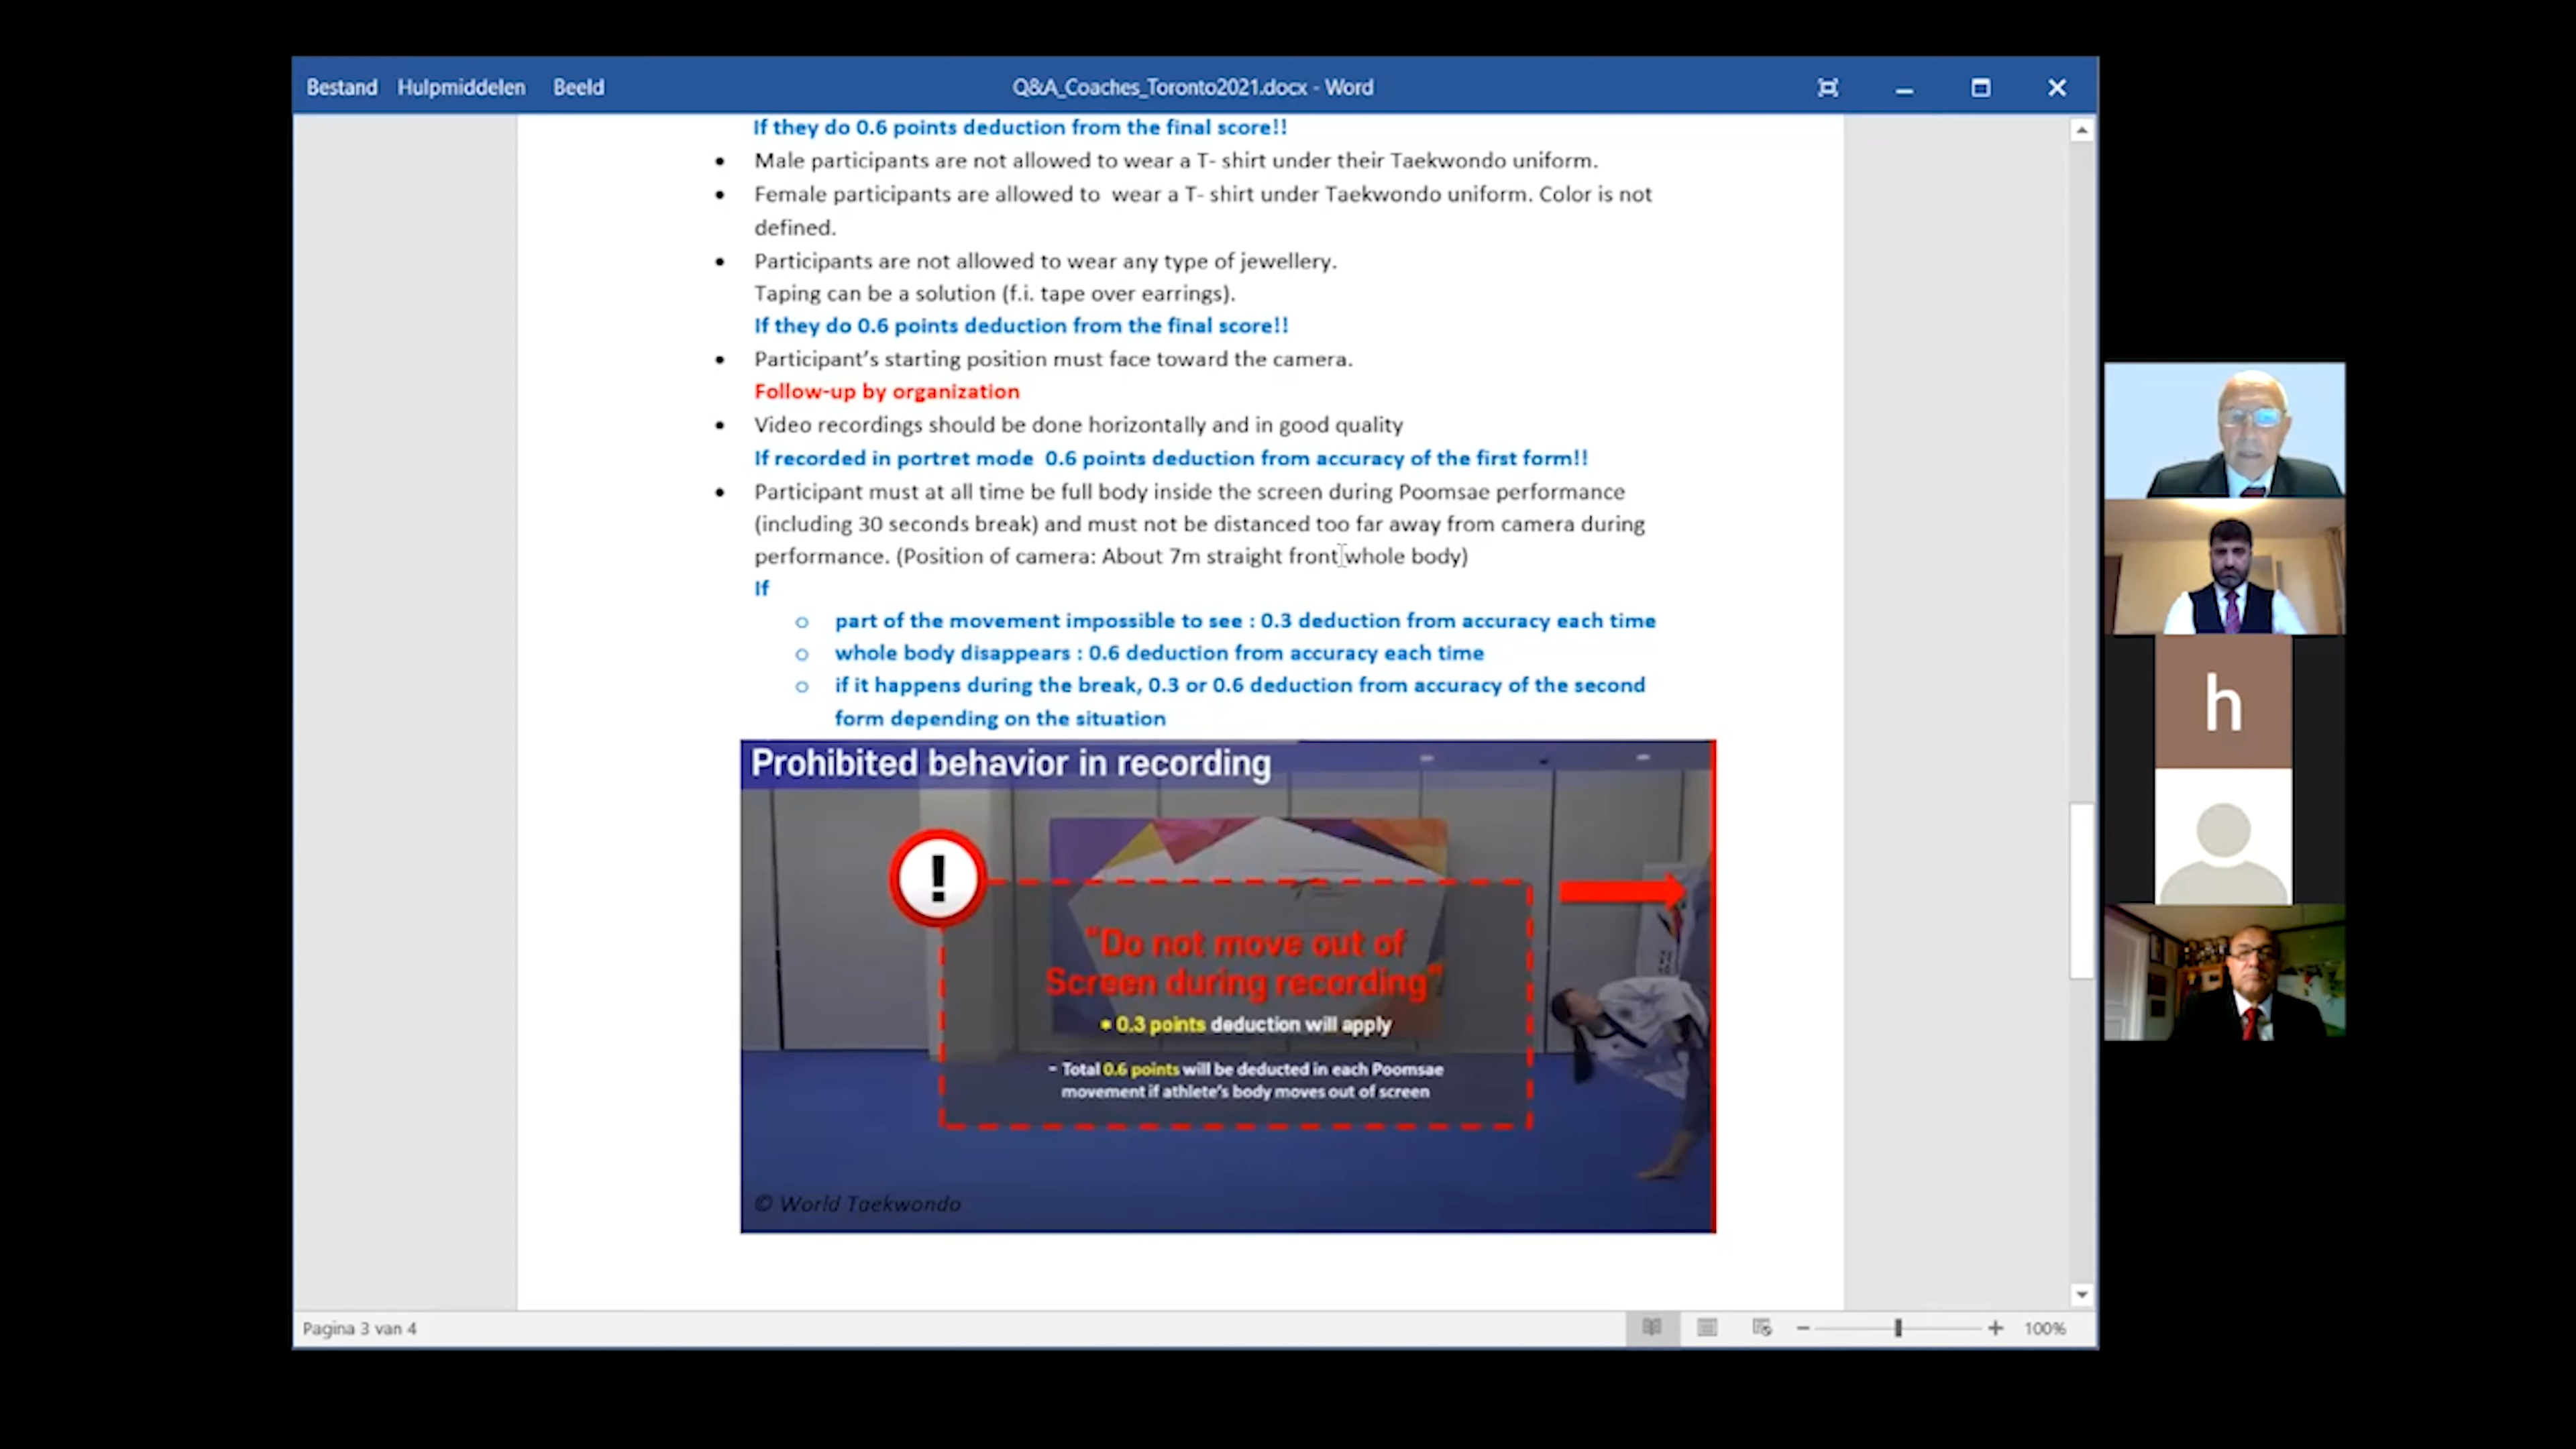 Bestand Hulpmiddelen Beeld Q&A_Coaches_Toronto2021.docx - Word
If they do 0.6 points deduction from the final score!!
• Male participants are not allowed to wear a T- shirt under their Taekwondo uniform.
• Female participants are allowed to  wear a T- shirt under Taekwondo uniform. Color is not
defined.
• Participants are not allowed to wear any type of jewellery.
Taping can be a solution (f.i. tape over earrings).
If they do 0.6 points deduction from the final score!!
• Participant's starting position must face toward the camera.
Follow-up by organization
• Video recordings should be done horizontally and in good quality
If recorded in portret mode  0.6 points deduction from accuracy of the first form!!
• Participant must at all time be full body inside the screen during Poomsae performance
(including 30 seconds break) and must not be distanced too far away from camera during
performance. (Position of camera: About 7m straight front whole body)
If
o part of the movement impossible to see : 0.3 deduction from accuracy each time
o whole body disappears : 0.6 deduction from accuracy each time
o if it happens during the break, 0.3 or 0.6 deduction from accuracy of the second
form depending on the situation
Prohibited behavior in recording
!
"Do not move out of
Screen during recording"
* 0.3 points deduction will apply
- Total 0.6 points will be deducted in each Poomsae
movement if athlete's body moves out of screen
© World Taekwondo
h
Pagina 3 van 4 100%